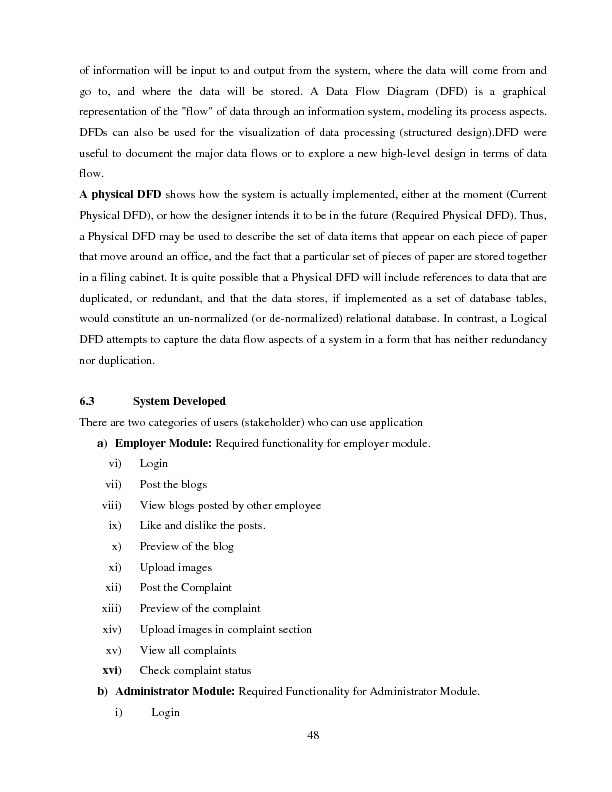 of information will be input to and output from the system, where the data will come from and
go to, and where the data will be stored. A Data Flow Diagram (DFD) is a graphical
representation of the "flow" of data through an information system, modeling its process aspects.
DFDs can also be used for the visualization of data processing (structured design).DFD were
useful to document the major data flows or to explore a new high-level design in terms of data
flow.
A physical DFD shows how the system is actually implemented, either at the moment (Current
Physical DFD), or how the designer intends it to be in the future (Required Physical DFD). Thus,
a Physical DFD may be used to describe the set of data items that appear on each piece of paper
that move around an office, and the fact that a particular set of pieces of paper are stored together
in a filing cabinet. It is quite possible that a Physical DFD will include references to data that are
duplicated, or redundant, and that the data stores, if implemented as a set of database tables,
would constitute an un-normalized (or de-normalized) relational database. In contrast, a Logical
DFD attempts to capture the data flow aspects of a system in a form that has neither redundancy
nor duplication.
6.3 System Developed
There are two categories of users (stakeholder) who can use application
a) Employer Module: Required functionality for employer module.
vi) Login
vii) Post the blogs
viii) View blogs posted by other employee
ix) Like and dislike the posts.
x) Preview of the blog
xi) Upload images
xii) Post the Complaint
xiii) Preview of the complaint
xiv) Upload images in complaint section
xv) View all complaints
xvi) Check complaint status
b) Administrator Module: Required Functionality for Administrator Module.
i) Login
48